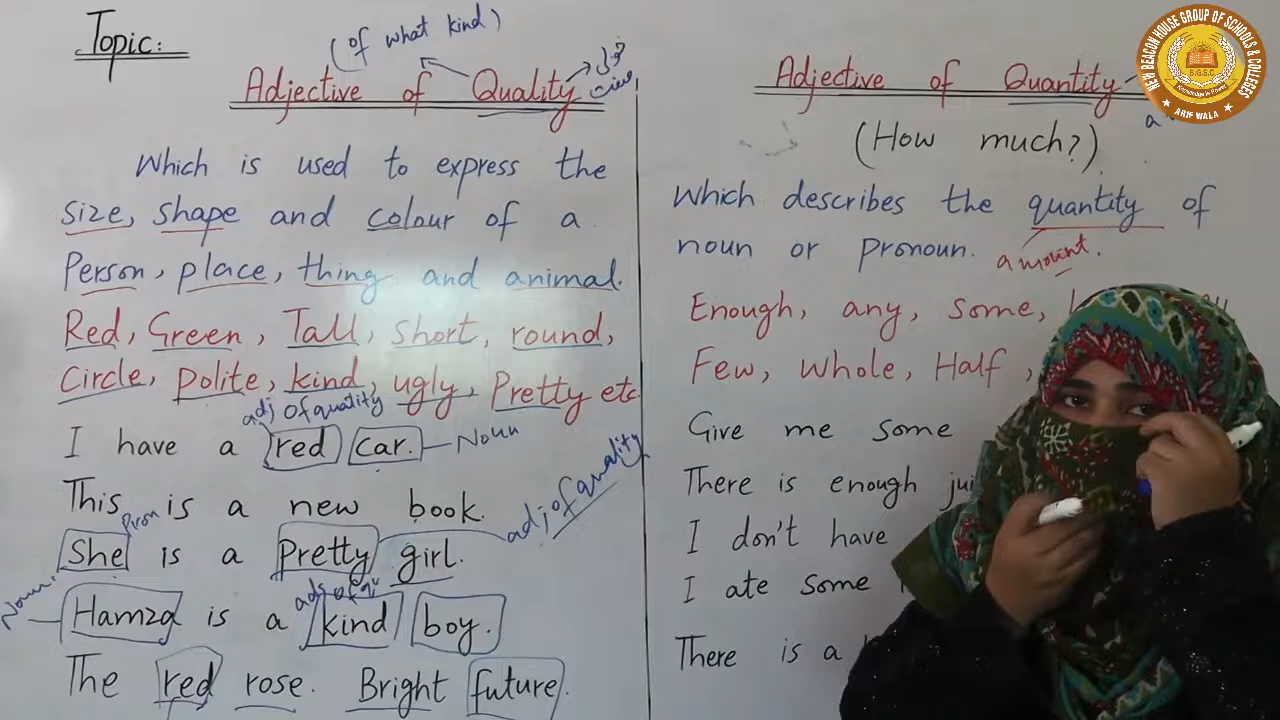 Topic:
(of what kind)
Adjective of Quality
Which is used to express the
size, shape and colour of a
Person, place, thing and animal.
Red, Green, Tall, short, round,
Circle, polite, kind, ugly, Pretty etc
adj of quality
I have a red car. Noun
This is a new book.
Pron
adj of quality
She is a pretty girl.
Noun
adj of
Hamza is a kind boy.
The red rose. Bright future.
Adjective of Quantity
(How much?)
Which describes the quantity of
noun or pronoun. amount.
Enough, any, some,
Few, whole, Half,
Give me some
There is enough
I don't have
I ate some
There is a
NEW BEACON HOUSE GROUP OF SCHOOLS & COLLEGES
B.G.S.C
Knowledge is Power
ARIF WALA